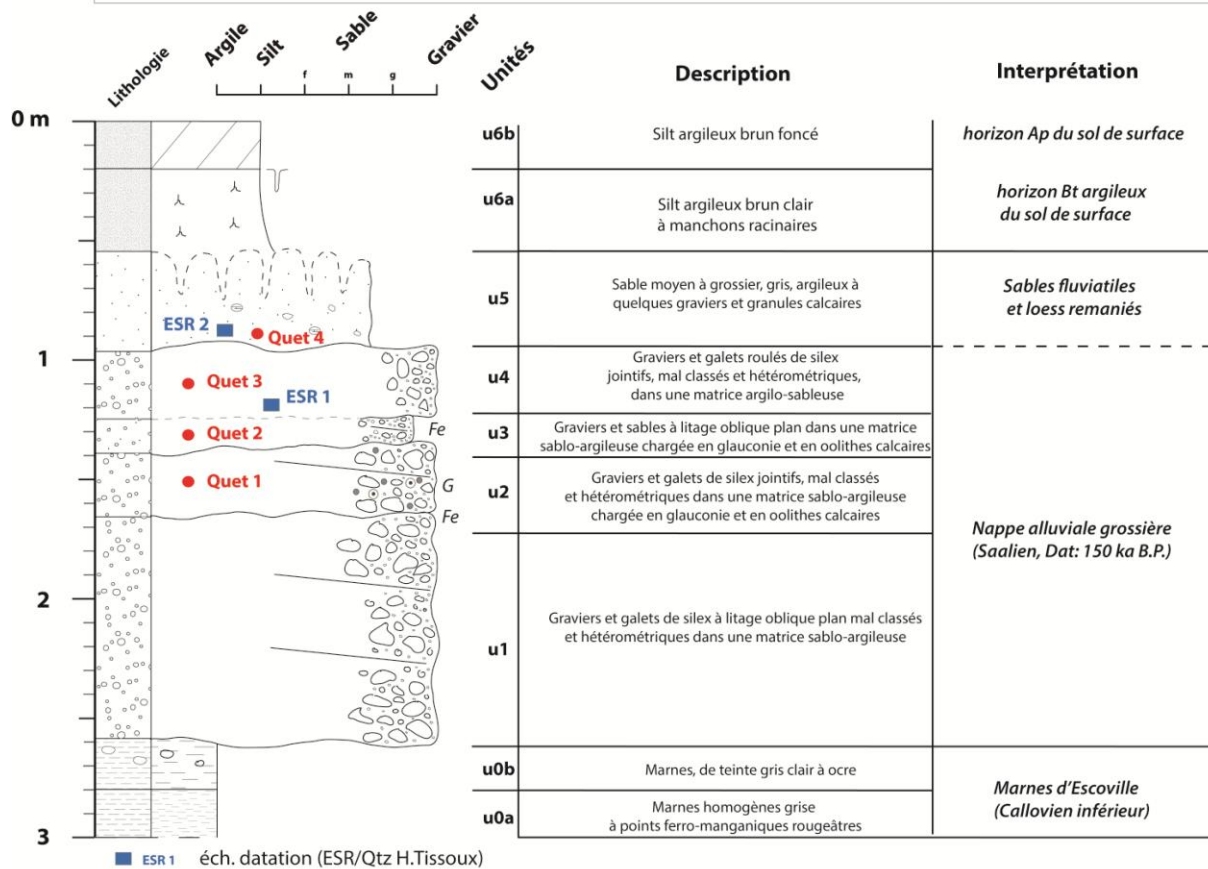 Lithologie
Argile
Silt
f
Sable
m
g
Gravier
Unités
Description
Interprétation
0 m
u6b
Silt argileux brun foncé
horizon Ap du sol de surface
u6a
Silt argileux brun clair
à manchons racinaires
horizon Bt argileux
du sol de surface
u5
Sable moyen à grossier, gris, argileux à
quelques graviers et granules calcaires
Sables fluviatiles
et loess remaniés
ESR 2
Quet 4
1
Quet 3
ESR 1
u4
Graviers et galets roulés de silex
jointifs, mal classés et hétérométriques,
dans une matrice argilo-sableuse
Quet 2
Fe
u3
Graviers et sables à litage oblique plan dans une matrice
sablo-argileuse chargée en glauconie et en oolithes calcaires
Quet 1
G
Fe
u2
Graviers et galets de silex jointifs, mal classés
et hétérométriques dans une matrice sablo-argileuse
chargée en glauconie et en oolithes calcaires
Nappe alluviale grossière
(Saalien, Dat: 150 ka B.P.)
2
u1
Graviers et galets de silex à litage oblique plan mal classés
et hétérométriques dans une matrice sablo-argileuse
u0b
Marnes, de teinte gris clair à ocre
Marnes d'Escoville
(Callovien inférieur)
u0a
Marnes homogènes grise
à points ferro-manganiques rougeâtres
3
ESR 1 éch. datation (ESR/Qtz H.Tissoux)